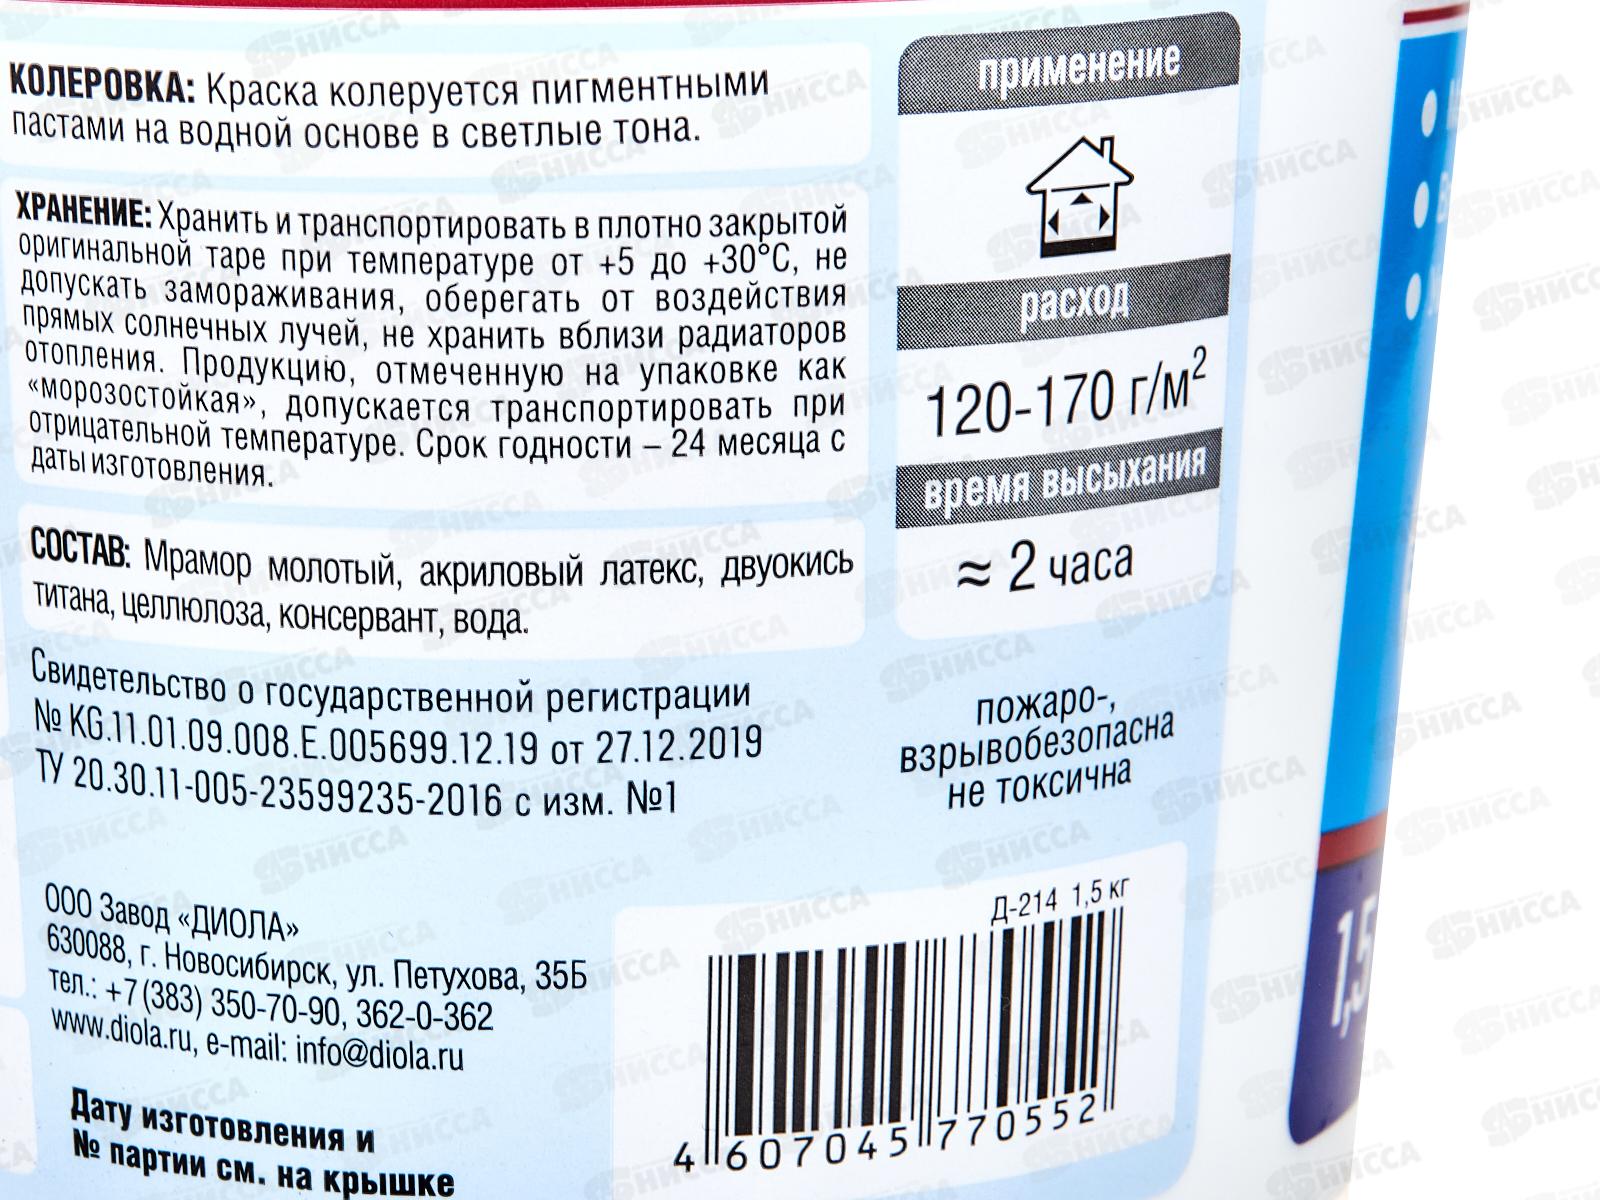 КОЛЕРОВКА: Краска колеруется пигментными
пастами на водной основе в светлые тона.
ХРАНЕНИЕ: Хранить и транспортировать в плотно закрытой
оригинальной таре при температуре от +5 до +30°C, не
допускать замораживания, оберегать от воздействия
прямых солнечных лучей, не хранить вблизи радиаторов
отопления. Продукцию, отмеченную на упаковке как
«морозостойкая», допускается транспортировать при
отрицательной температуре. Срок годности – 24 месяца с
даты изготовления.
СОСТАВ: Мрамор молотый, акриловый латекс, двуокись
титана, целлюлоза, консервант, вода.
Свидетельство о государственной регистрации
№ KG.11.01.09.008.E.005699.12.19 от 27.12.2019
ТУ 20.30.11-005-23599235-2016 с изм. №1
ООО Завод «ДИОЛА»
630088, г. Новосибирск, ул. Петухова, 35Б
тел.: +7 (383) 350-70-90, 362-0-362
www.diola.ru, e-mail: info@diola.ru
Дату изготовления и
№ партии см. на крышке
применение
расход
120-170 г/м²
время высыхания
≈ 2 часа
пожаро-,
взрывобезопасна
не токсична
Д-214 1,5 кг
4 607045 770552
1,5
НИССА